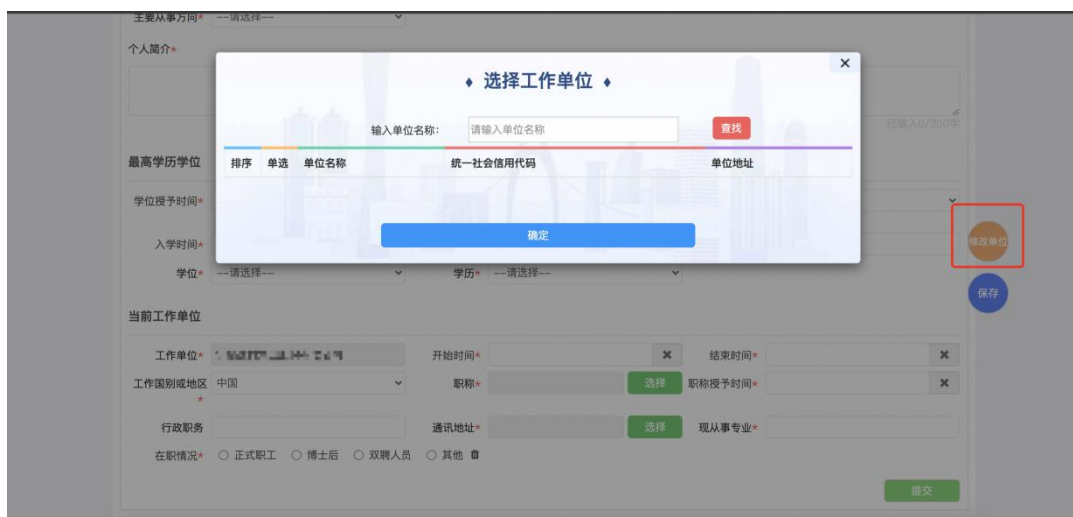 主要从事方向* --请选择--
个人简介*
已输入0/300字
♦ 选择工作单位 ♦
输入单位名称： 请输入单位名称 查找
排序 单选 单位名称 统一社会信用代码 单位地址
确定
最高学历学位
学位授予时间*
入学时间*
修改单位
学位* --请选择-- 学历* --请选择--
保存
当前工作单位
工作单位* 开始时间* 结束时间*
工作国别或地区* 中国 职称* 选择 职称授予时间*
行政职务 通讯地址* 选择 现从事专业*
在职情况* 正式职工 博士后 双聘人员 其他
提交